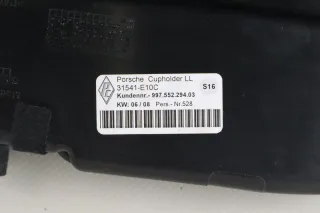 Porsche Cupholder LL
31541-E10C S16
Kundennr.- 997.552.294.03
KW: 06 / 08 Pers.- Nr.528